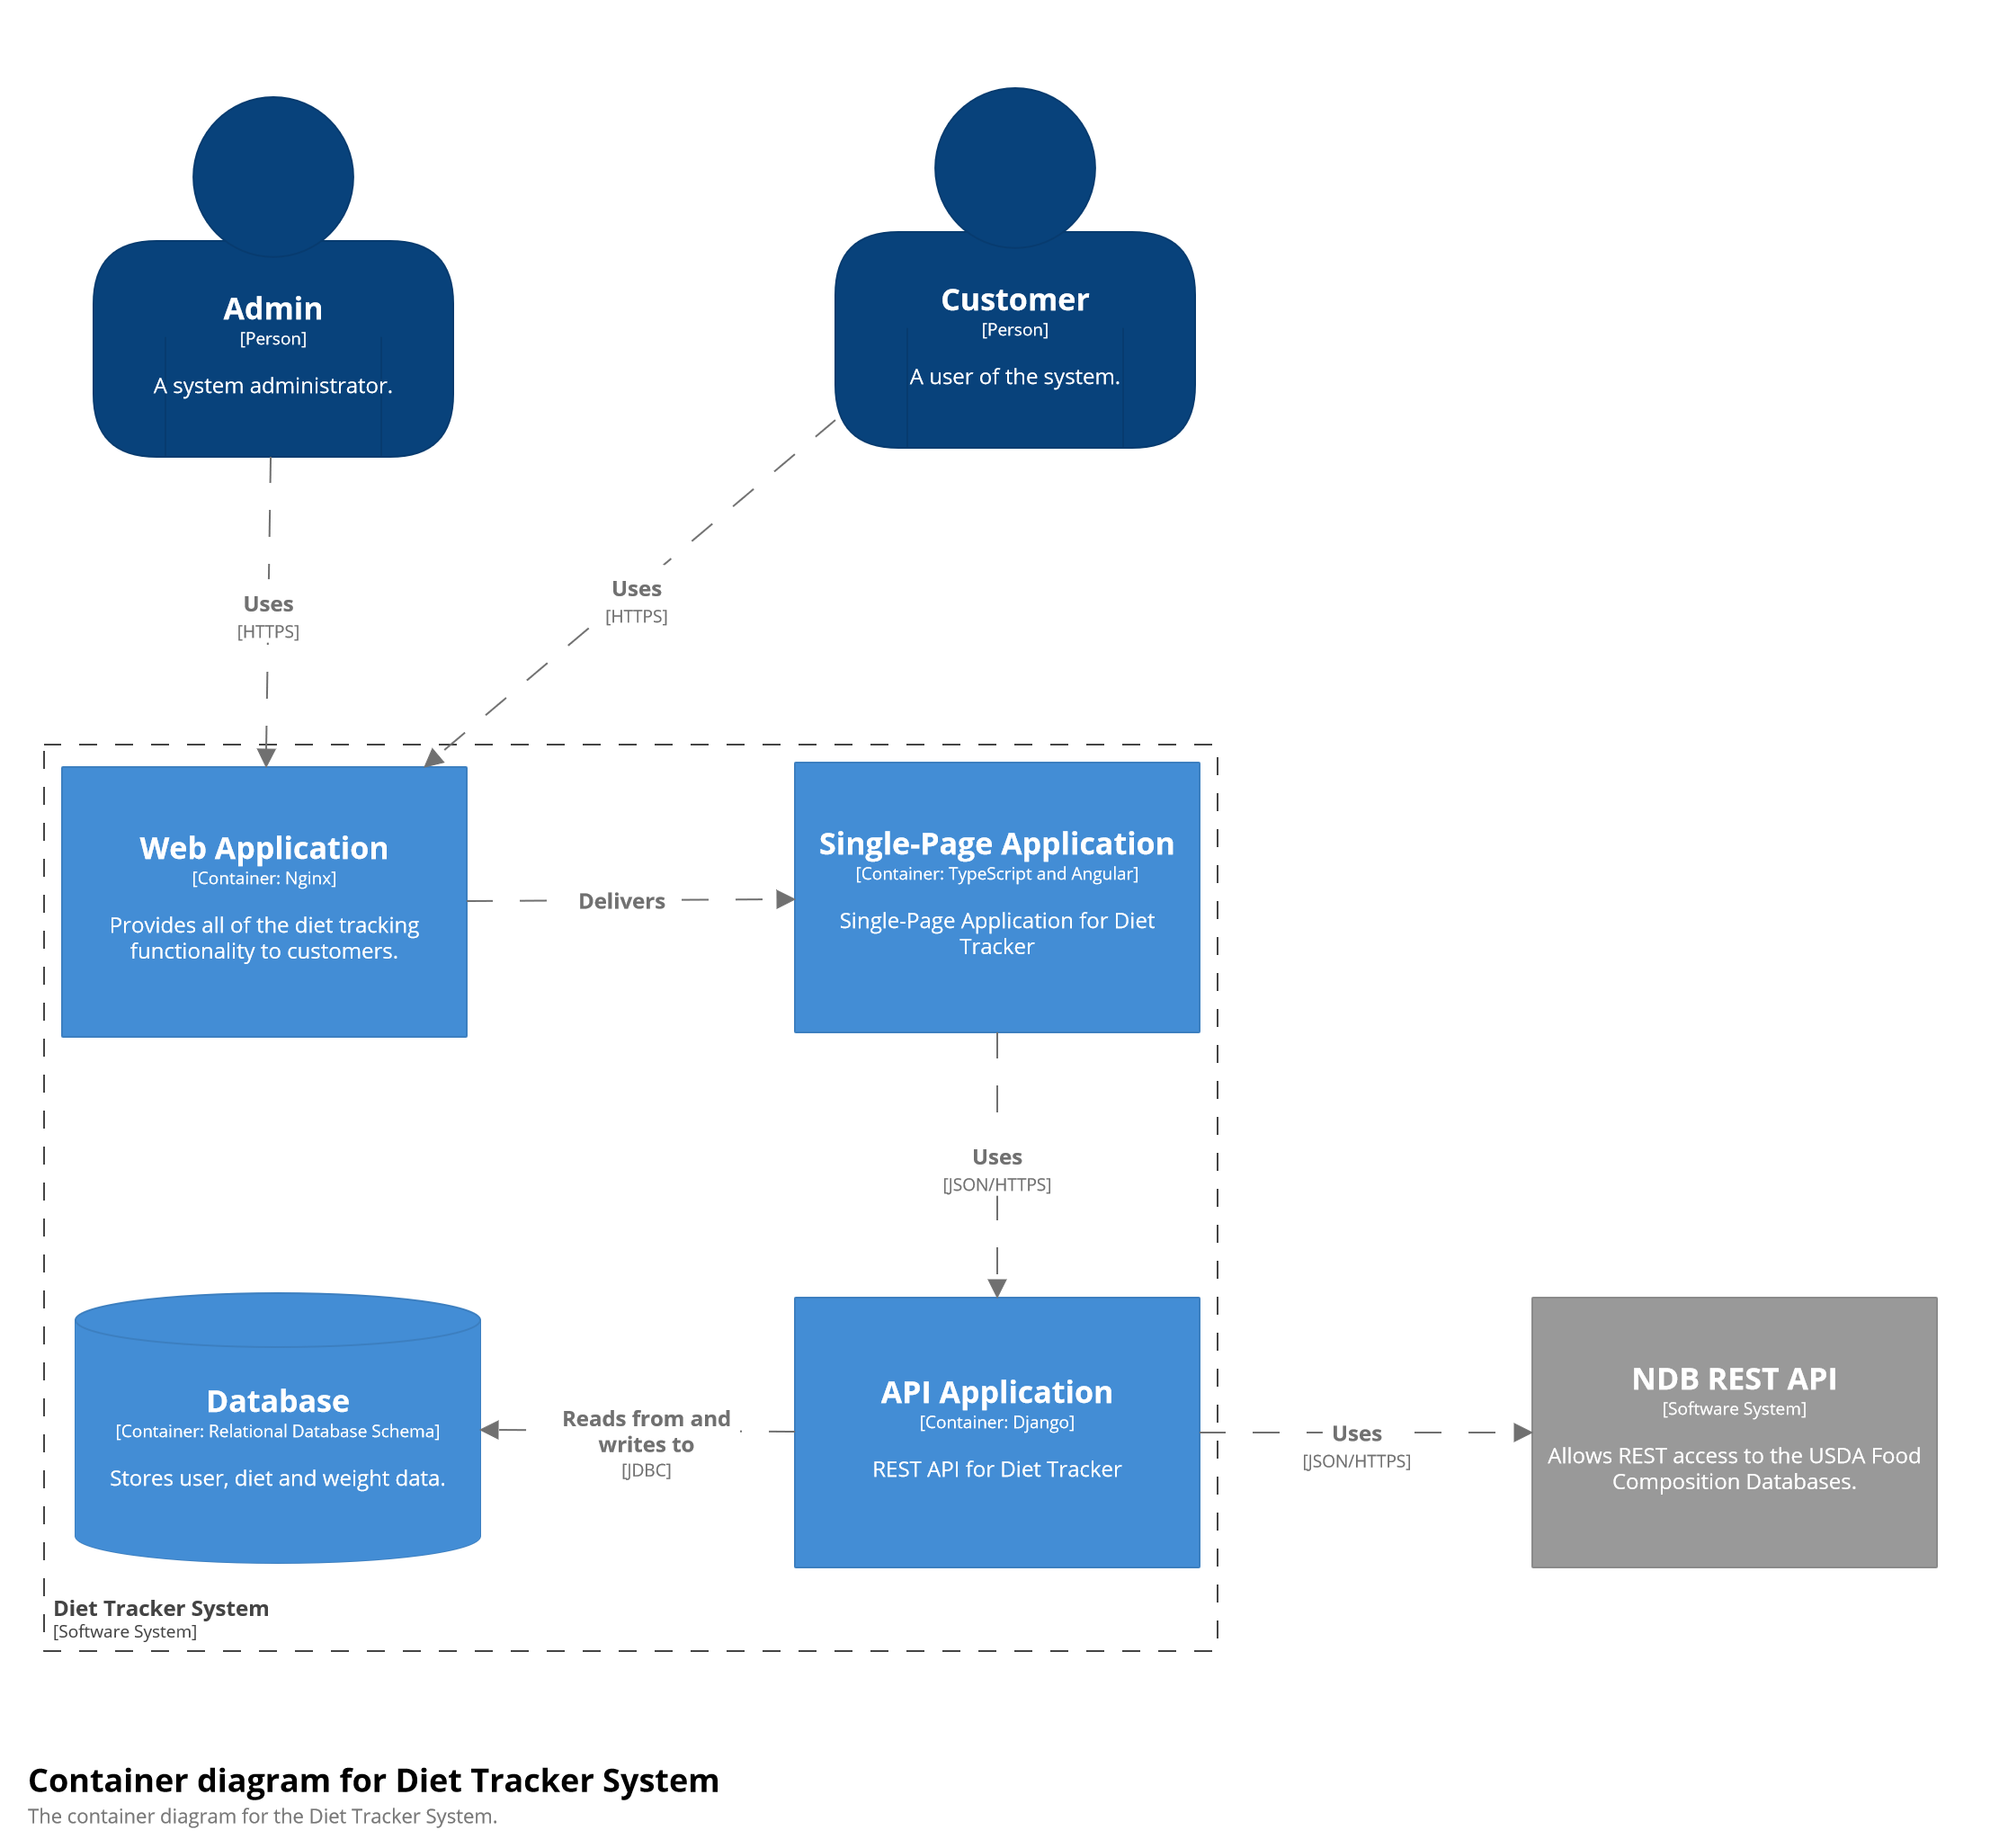 Admin
[Person]
A system administrator.
Customer
[Person]
A user of the system.
Uses
[HTTPS]
Uses
[HTTPS]
Web Application
[Container: Nginx]
Provides all of the diet tracking
functionality to customers.
Delivers
Single-Page Application
[Container: TypeScript and Angular]
Single-Page Application for Diet
Tracker
Uses
[JSON/HTTPS]
Database
[Container: Relational Database Schema]
Stores user, diet and weight data.
Reads from and
writes to
[JDBC]
API Application
[Container: Django]
REST API for Diet Tracker
Uses
[JSON/HTTPS]
NDB REST API
[Software System]
Allows REST access to the USDA Food
Composition Databases.
Diet Tracker System
[Software System]
Container diagram for Diet Tracker System
The container diagram for the Diet Tracker System.